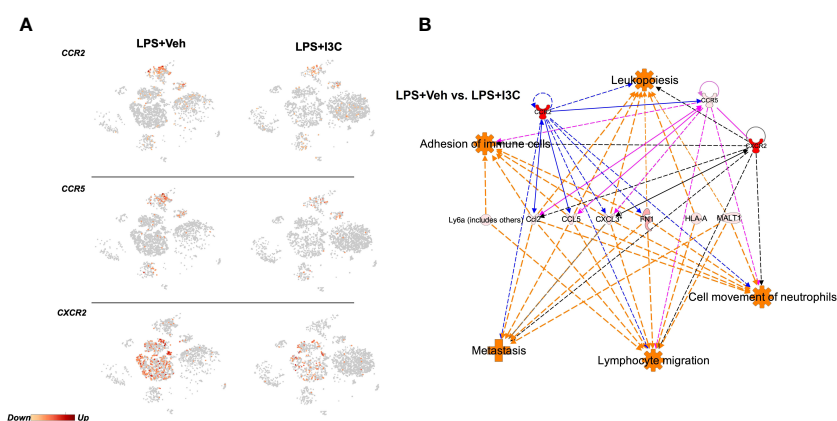 A
B
LPS+Veh
LPS+I3C
CCR2
CCR5
CXCR2
Down
Up
LPS+Veh vs. LPS+I3C
Leukopoiesis
CCR5
Adhesion of immune cells
Ly6a (includes others)
Ccl2
CCL5
CXCL3
FN1
HLA-A
MALT1
Cell movement of neutrophils
Metastasis
Lymphocyte migration